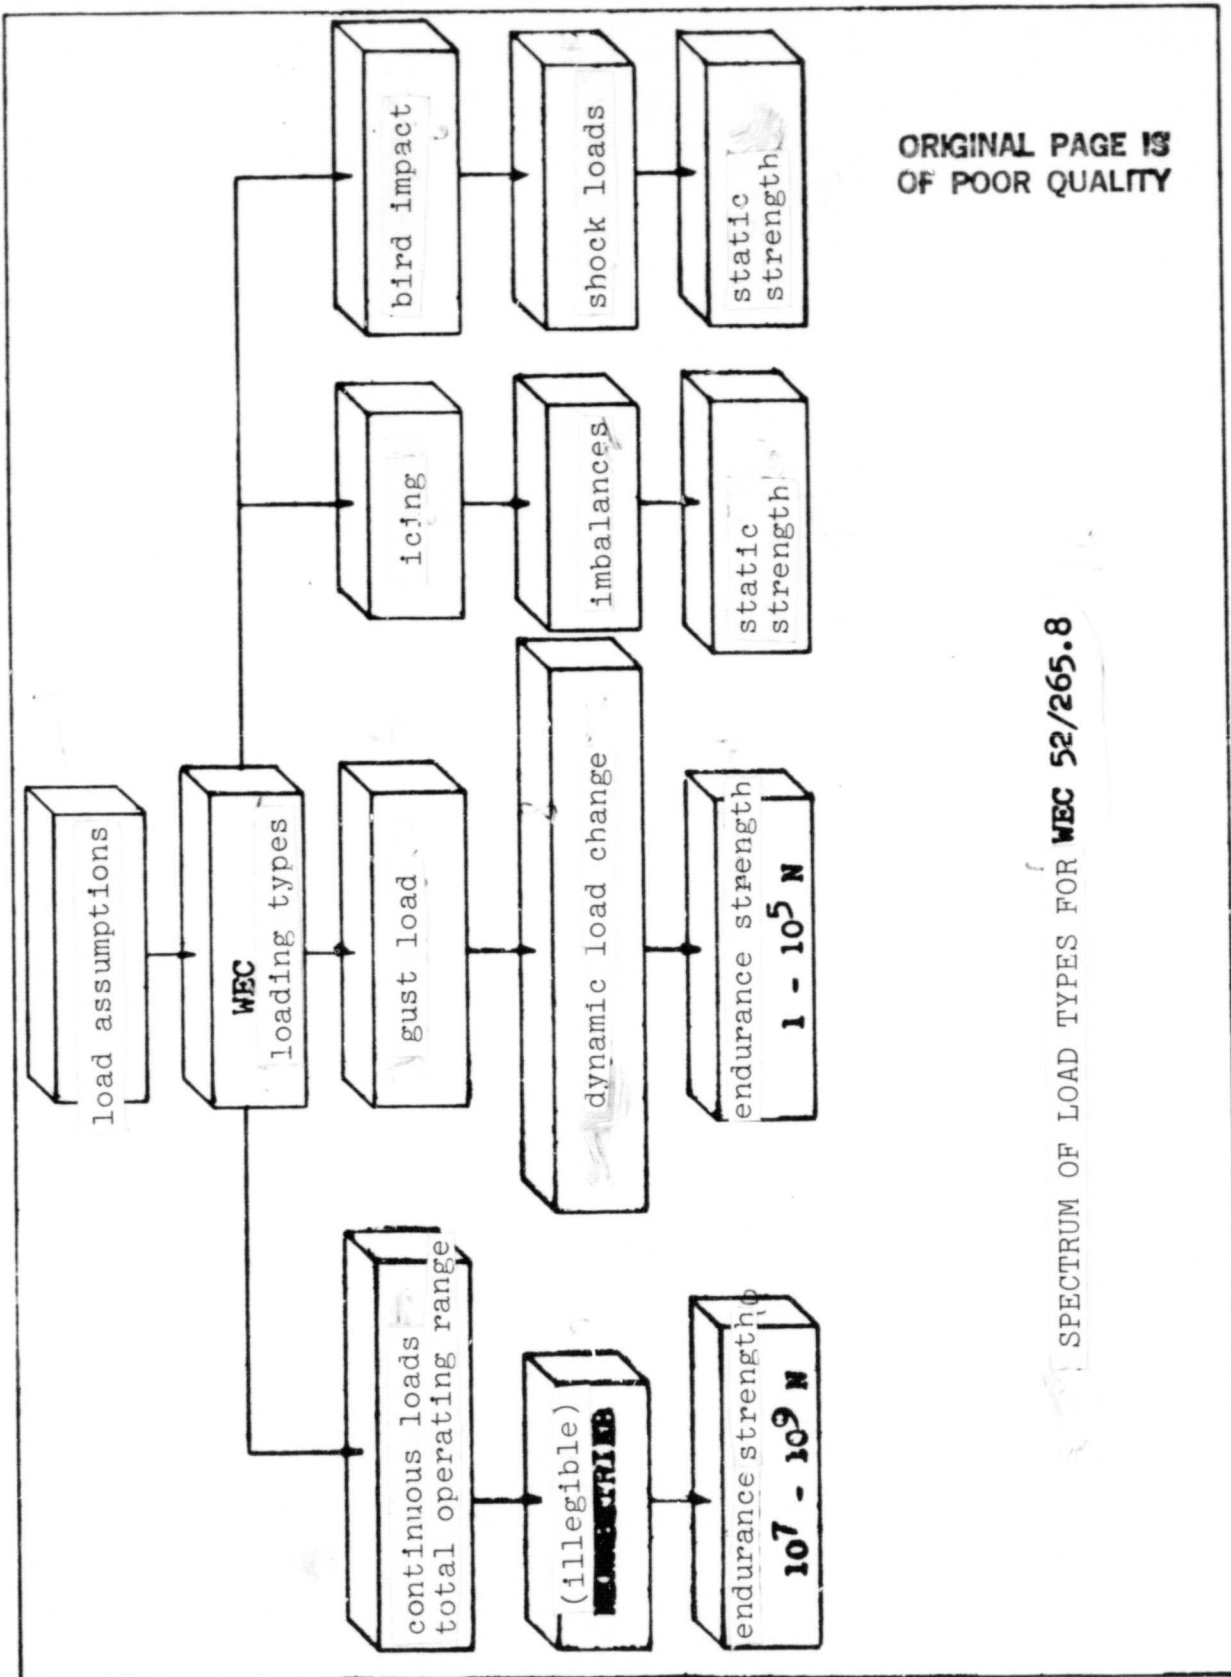 load assumptions
WEC
loading types
continuous loads
total operating range
gust load
icing
bird impact
(illegible)
dynamic load change
imbalances
shock loads
endurance strength
10⁷ - 10⁹ N
endurance strength
1 - 10⁵ N
static
strength
static
strength
SPECTRUM OF LOAD TYPES FOR WEC 52/265.8
ORIGINAL PAGE IS
OF POOR QUALITY